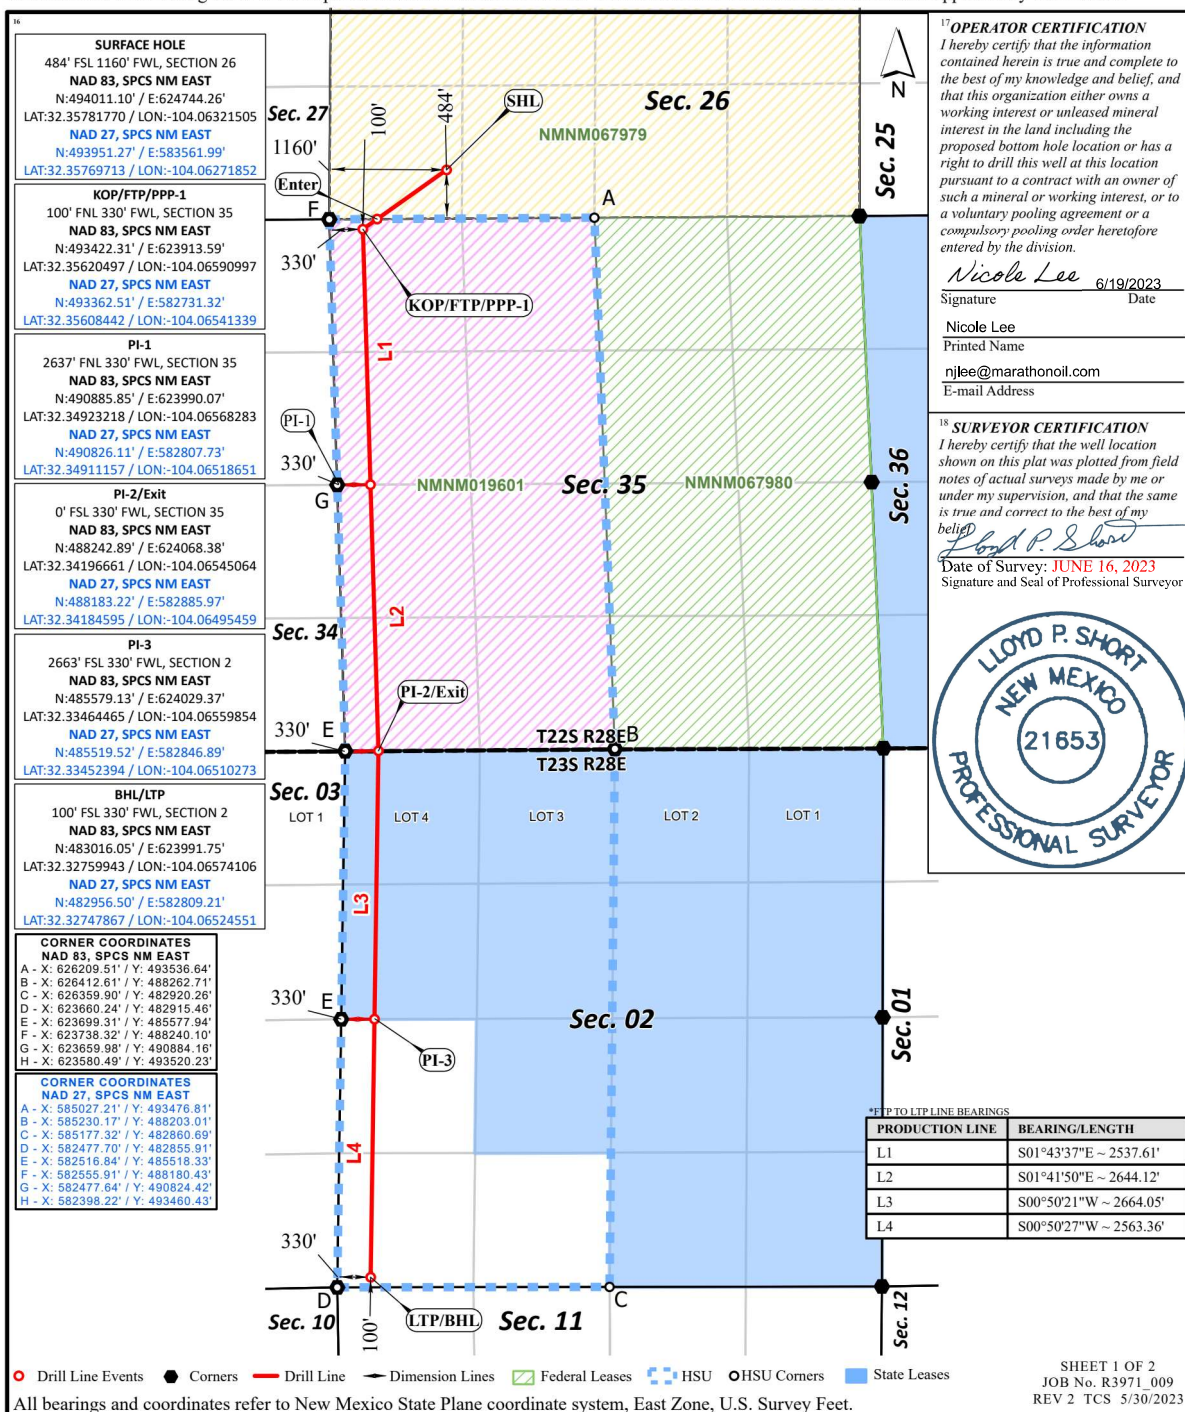 16
SURFACE HOLE
484' FSL 1160' FWL, SECTION 26
NAD 83, SPCS NM EAST
N:494011.10' / E:624744.26'
LAT:32.35781770 / LON:-104.06321505
NAD 27, SPCS NM EAST
N:493951.27' / E:583561.99'
LAT:32.35769713 / LON:-104.06271852
KOP/FTP/PPP-1
100' FNL 330' FWL, SECTION 35
NAD 83, SPCS NM EAST
N:493422.31' / E:623913.59'
LAT:32.35620497 / LON:-104.06590997
NAD 27, SPCS NM EAST
N:493362.51' / E:582731.32'
LAT:32.35608442 / LON:-104.06541339
PI-1
2637' FNL 330' FWL, SECTION 35
NAD 83, SPCS NM EAST
N:490885.85' / E:623990.07'
LAT:32.34923218 / LON:-104.06568283
NAD 27, SPCS NM EAST
N:490826.11' / E:582807.73'
LAT:32.34911157 / LON:-104.06518651
PI-2/Exit
0' FSL 330' FWL, SECTION 35
NAD 83, SPCS NM EAST
N:488242.89' / E:624068.38'
LAT:32.34196661 / LON:-104.06545064
NAD 27, SPCS NM EAST
N:488183.22' / E:582885.97'
LAT:32.34184595 / LON:-104.06495459
PI-3
2663' FSL 330' FWL, SECTION 2
NAD 83, SPCS NM EAST
N:485579.13' / E:624029.37'
LAT:32.33464465 / LON:-104.06559854
NAD 27, SPCS NM EAST
N:485519.52' / E:582846.89'
LAT:32.33452394 / LON:-104.06510273
BHL/LTP
100' FSL 330' FWL, SECTION 2
NAD 83, SPCS NM EAST
N:483016.05' / E:623991.75'
LAT:32.32759943 / LON:-104.06574106
NAD 27, SPCS NM EAST
N:482956.50' / E:582809.21'
LAT:32.32747867 / LON:-104.06524551
CORNER COORDINATES
NAD 83, SPCS NM EAST
A - X: 626209.51' / Y: 493536.64'
B - X: 626412.61' / Y: 488262.71'
C - X: 626359.90' / Y: 482920.26'
D - X: 623660.24' / Y: 482915.46'
E - X: 623699.31' / Y: 485577.94'
F - X: 623738.32' / Y: 488240.10'
G - X: 623659.98' / Y: 490884.16'
H - X: 623580.49' / Y: 493520.23'
CORNER COORDINATES
NAD 27, SPCS NM EAST
A - X: 585027.21' / Y: 493476.81'
B - X: 585230.17' / Y: 488203.01'
C - X: 585177.32' / Y: 482860.69'
D - X: 582477.70' / Y: 482855.91'
E - X: 582516.84' / Y: 485518.33'
F - X: 582555.91' / Y: 488180.43'
G - X: 582477.64' / Y: 490824.42'
H - X: 582398.22' / Y: 493460.43'
Sec. 27
100'
484'
SHL
Sec. 26
N
NMNM067979
Sec. 25
1160'
Enter
F
A
330'
KOP/FTP/PPP-1
L1
PI-1
330'
G
NMNM019601
Sec. 35
NMNM067980
Sec. 36
L2
Sec. 34
PI-2/Exit
330'
E
T22S R28E
B
T23S R28E
Sec. 03
LOT 1
LOT 4
LOT 3
LOT 2
LOT 1
L3
330'
E
Sec. 02
Sec. 01
PI-3
L4
330'
D
C
100'
LTP/BHL
Sec. 10
Sec. 11
Sec. 12
17 OPERATOR CERTIFICATION
I hereby certify that the information
contained herein is true and complete to
the best of my knowledge and belief, and
that this organization either owns a
working interest or unleased mineral
interest in the land including the
proposed bottom hole location or has a
right to drill this well at this location
pursuant to a contract with an owner of
such a mineral or working interest, or to
a voluntary pooling agreement or a
compulsory pooling order heretofore
entered by the division.
Nicole Lee 6/19/2023
Signature Date
Nicole Lee
Printed Name
njlee@marathonoil.com
E-mail Address
18 SURVEYOR CERTIFICATION
I hereby certify that the well location
shown on this plat was plotted from field
notes of actual surveys made by me or
under my supervision, and that the same
is true and correct to the best of my
belief.
Lloyd P. Short
Date of Survey: JUNE 16, 2023
Signature and Seal of Professional Surveyor
LLOYD P. SHORT
NEW MEXICO
21653
PROFESSIONAL SURVEYOR
*FTP TO LTP LINE BEARINGS
PRODUCTION LINE BEARING/LENGTH
L1 S01°43'37"E ~ 2537.61'
L2 S01°41'50"E ~ 2644.12'
L3 S00°50'21"W ~ 2664.05'
L4 S00°50'27"W ~ 2563.36'
Drill Line Events Corners Drill Line Dimension Lines Federal Leases HSU HSU Corners State Leases
All bearings and coordinates refer to New Mexico State Plane coordinate system, East Zone, U.S. Survey Feet.
SHEET 1 OF 2
JOB No. R3971_009
REV 2 TCS 5/30/2023